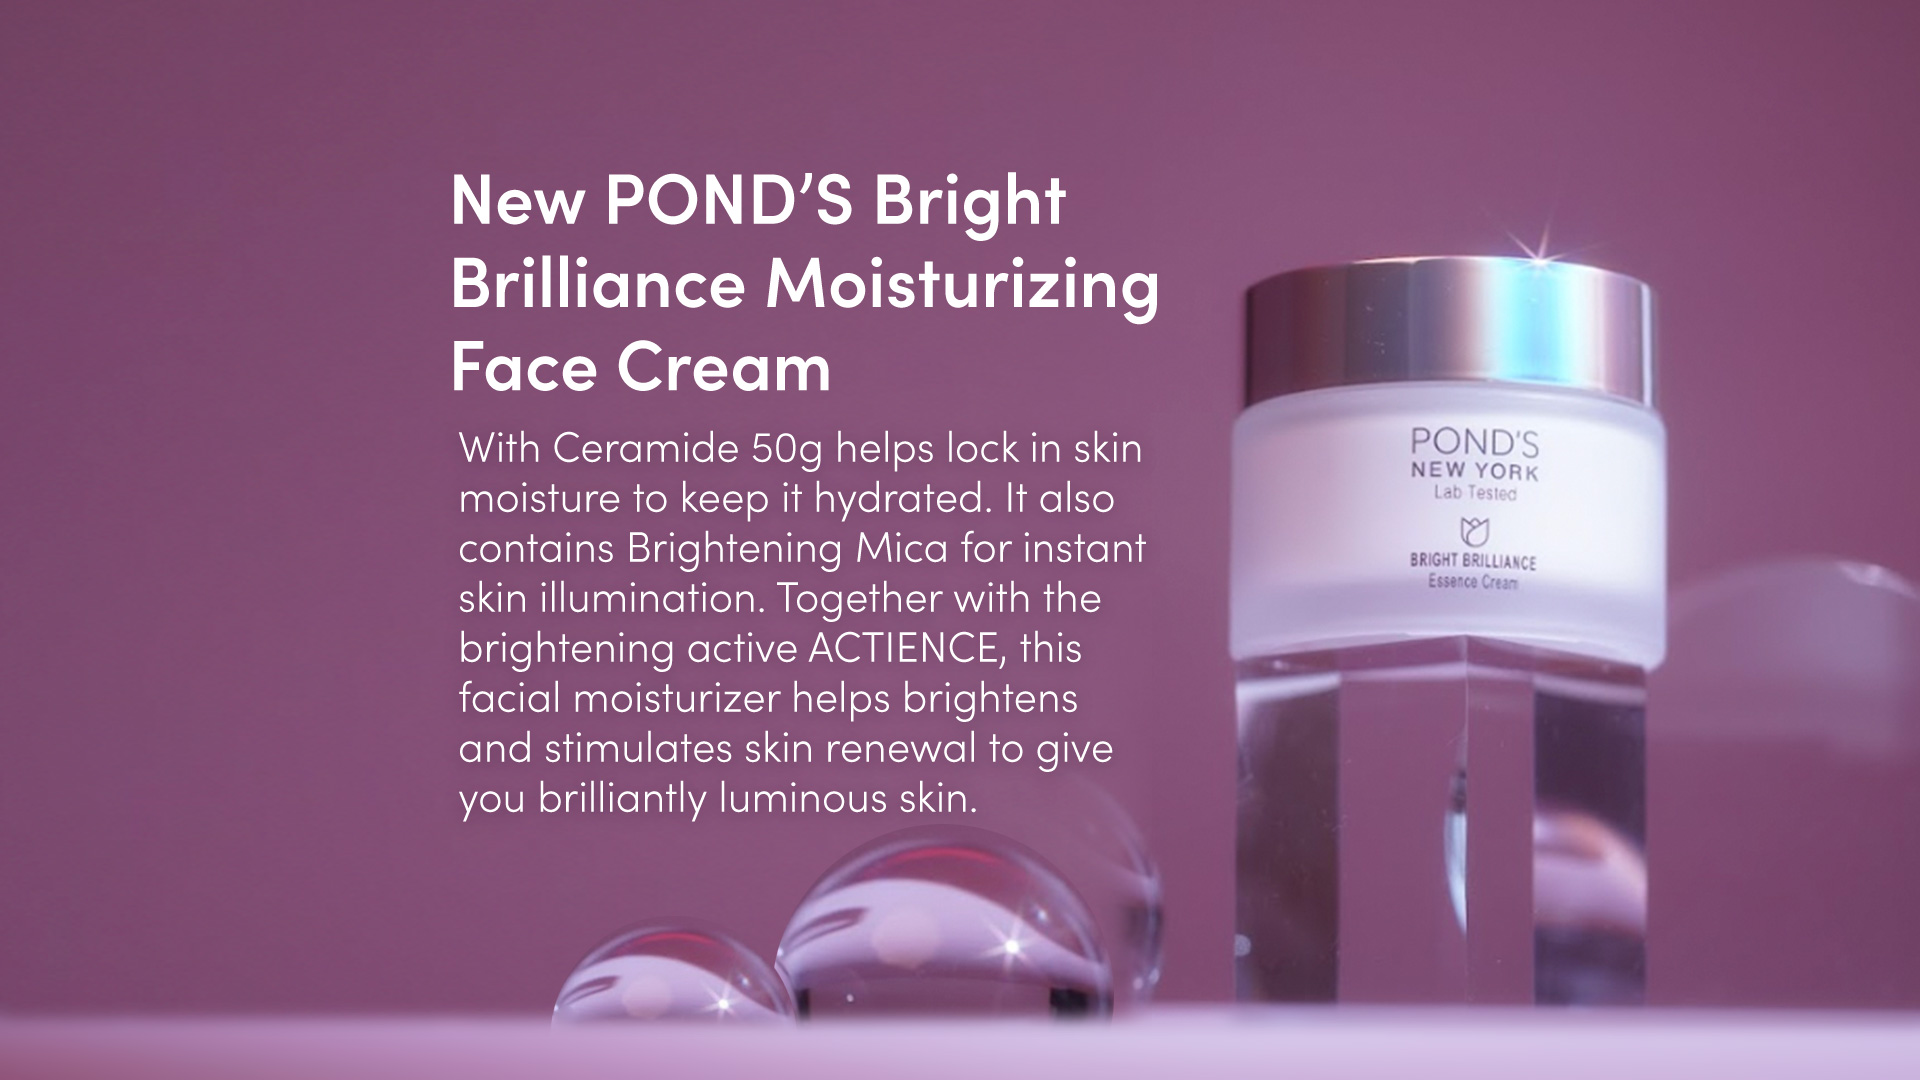 New POND’S Bright
Brilliance Moisturizing
Face Cream
With Ceramide 50g helps lock in skin
moisture to keep it hydrated. It also
contains Brightening Mica for instant
skin illumination. Together with the
brightening active ACTIENCE, this
facial moisturizer helps brightens
and stimulates skin renewal to give
you brilliantly luminous skin.
POND'S
NEW YORK
Lab Tested
BRIGHT BRILLIANCE
Essence Cream